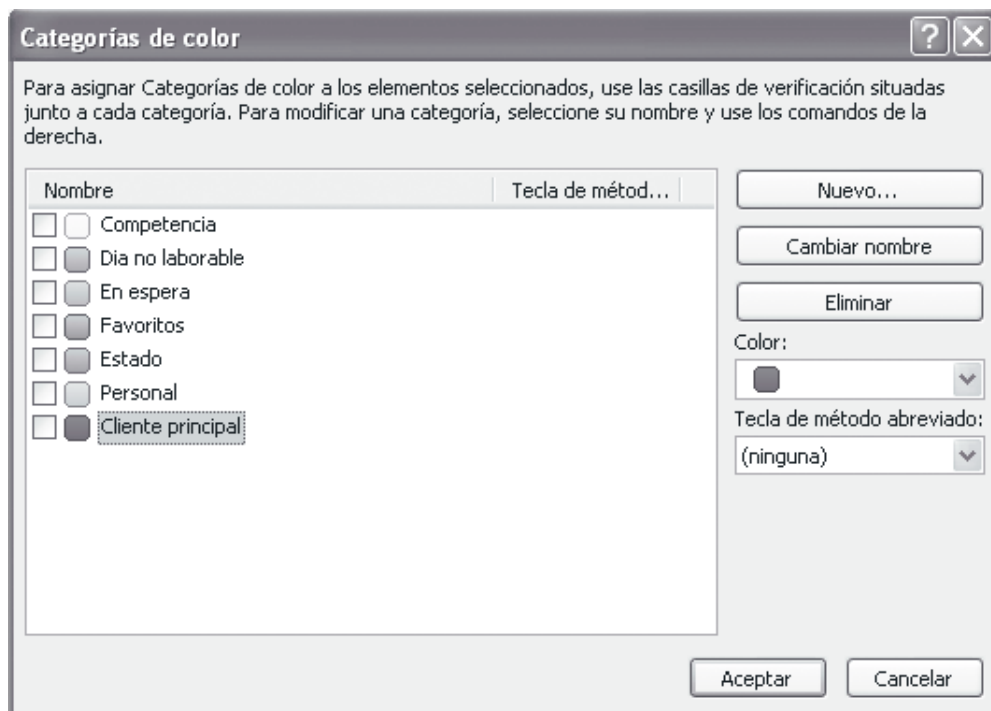 Categorías de color
Para asignar Categorías de color a los elementos seleccionados, use las casillas de verificación situadas
junto a cada categoría. Para modificar una categoría, seleccione su nombre y use los comandos de la
derecha.
Nombre Tecla de métod...
Competencia
Dia no laborable
En espera
Favoritos
Estado
Personal
Cliente principal
Nuevo...
Cambiar nombre
Eliminar
Color:
Tecla de método abreviado:
(ninguna)
Aceptar Cancelar